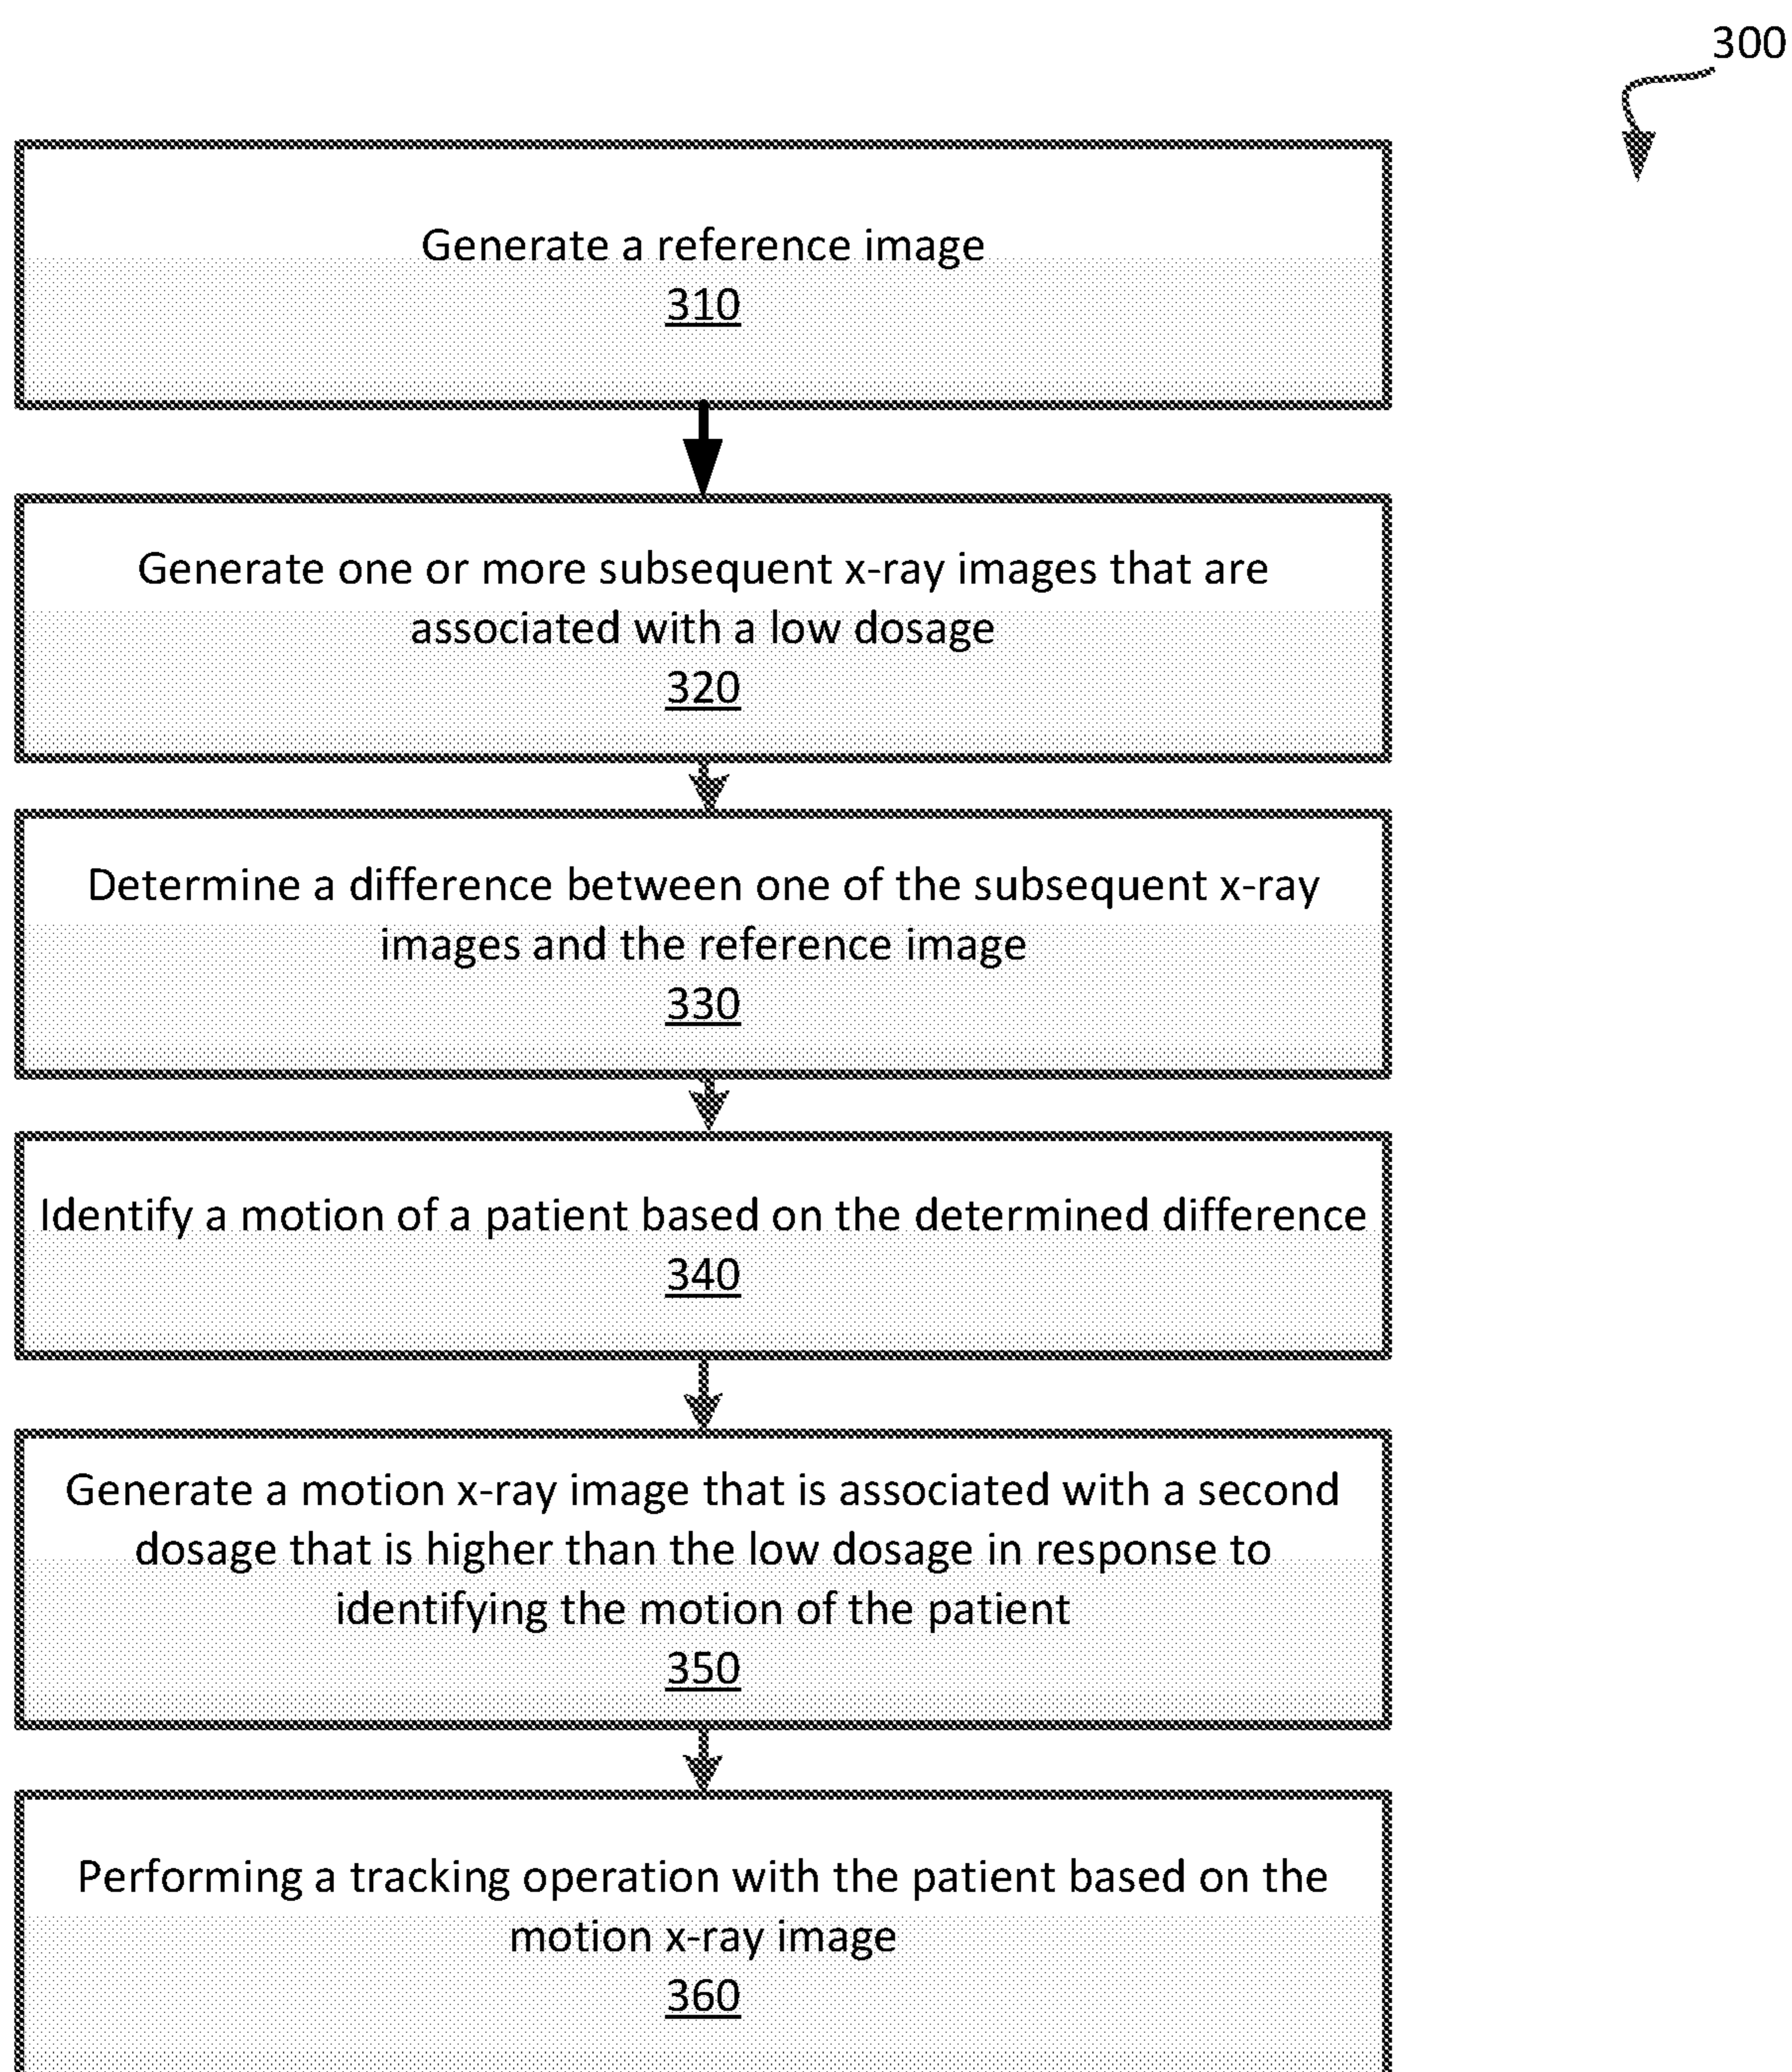 300
Generate a reference image
310
Generate one or more subsequent x-ray images that are
associated with a low dosage
320
Determine a difference between one of the subsequent x-ray
images and the reference image
330
Identify a motion of a patient based on the determined difference
340
Generate a motion x-ray image that is associated with a second
dosage that is higher than the low dosage in response to
identifying the motion of the patient
350
Performing a tracking operation with the patient based on the
motion x-ray image
360